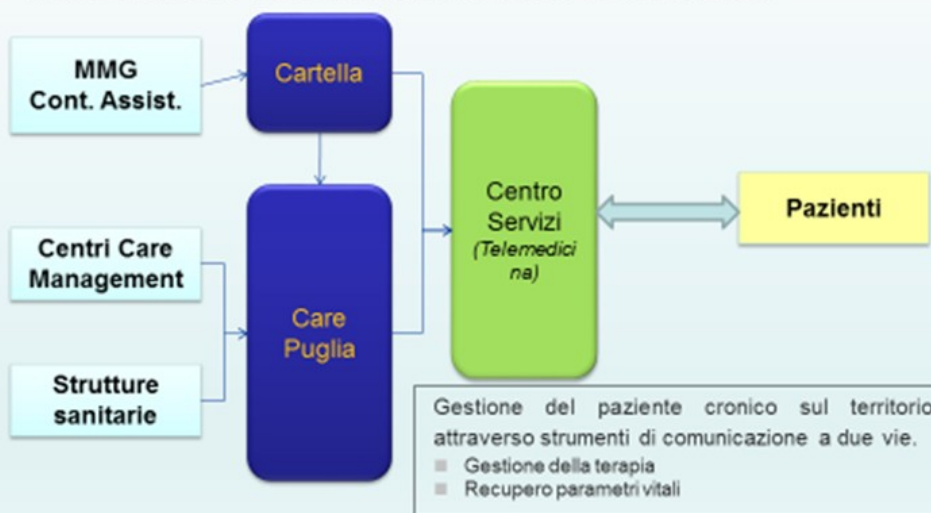 MMG
Cont. Assist.
Cartella
Centri Care
Management
Strutture
sanitarie
Care
Puglia
Centro
Servizi
(Telemedici
na)
Pazienti
Gestione del paziente cronico sul territorio
attraverso strumenti di comunicazione a due vie.
Gestione della terapia
Recupero parametri vitali